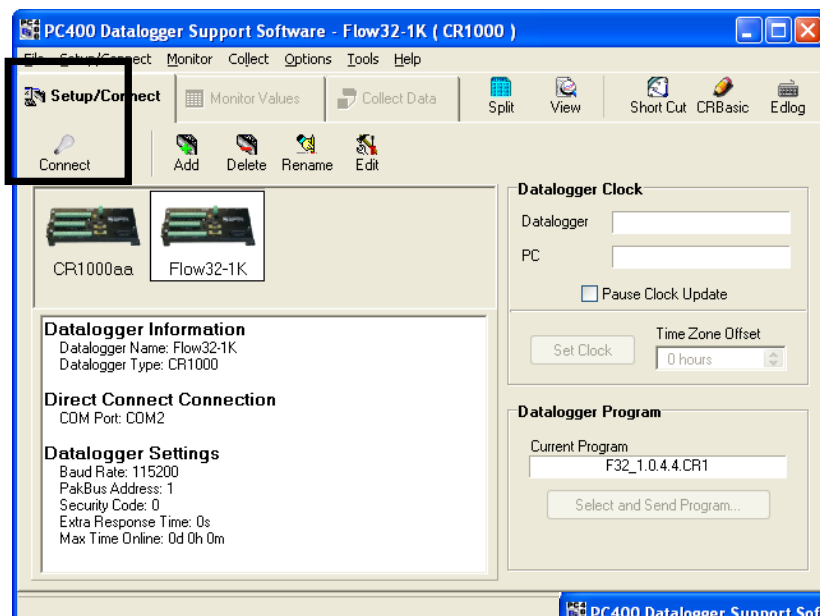 PC400 Datalogger Support Software - Flow32-1K ( CR1000 )
File Setup/Connect Monitor Collect Options Tools Help
Setup/Connect Monitor Values Collect Data Split View Short Cut CRBasic Edlog
Connect Add Delete Rename Edit
CR1000aa Flow32-1K
Datalogger Information
Datalogger Name: Flow32-1K
Datalogger Type: CR1000
Direct Connect Connection
COM Port: COM2
Datalogger Settings
Baud Rate: 115200
PakBus Address: 1
Security Code: 0
Extra Response Time: 0s
Max Time Online: 0d 0h 0m
Datalogger Clock
Datalogger
PC
Pause Clock Update
Set Clock
Time Zone Offset
0 hours
Datalogger Program
Current Program
F32_1.0.4.4.CR1
Select and Send Program...
PC400 Datalogger Support Sof